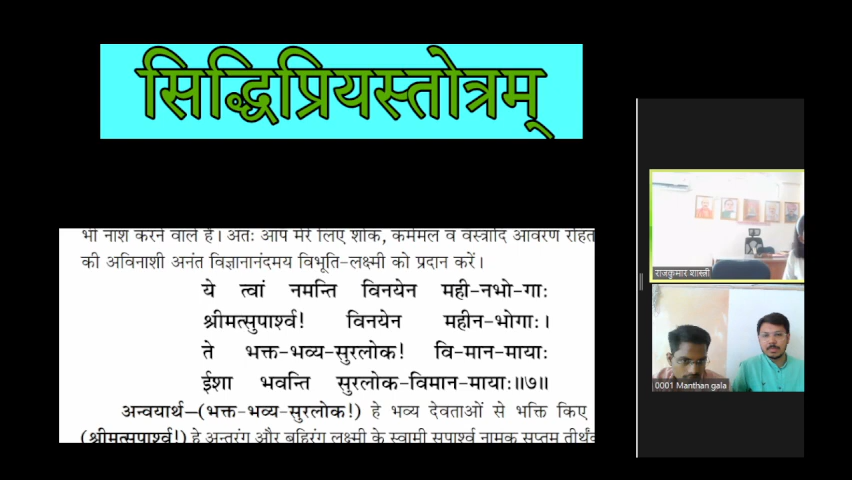 सिद्धिप्रियस्तोत्रम्
भी नाश करने वाले हैं। अतः आप मेरे लिए शोक, कर्ममल व वस्त्रादि आवरण रहित
की अविनाशी अनंत विज्ञानानंदमय विभूति-लक्ष्मी को प्रदान करें।
ये त्वां नमन्ति विनयेन मही-नभो-गाः
श्रीमत्सुपार्श्व! विनयेन महीन-भोगाः।
ते भक्त-भव्य-सुरलोक! वि-मान-मायाः
ईशा भवन्ति सुरलोक-विमान-मायाः॥७॥
अन्वयार्थ—(भक्त-भव्य-सुरलोक!) हे भव्य देवताओं से भक्ति किए
(श्रीमत्सुपार्श्व!) हे अन्तरंग और बहिरंग लक्ष्मी के स्वामी सुपार्श्व नामक सप्तम
राजकुमार शास्त्री
0001 Manthan gala